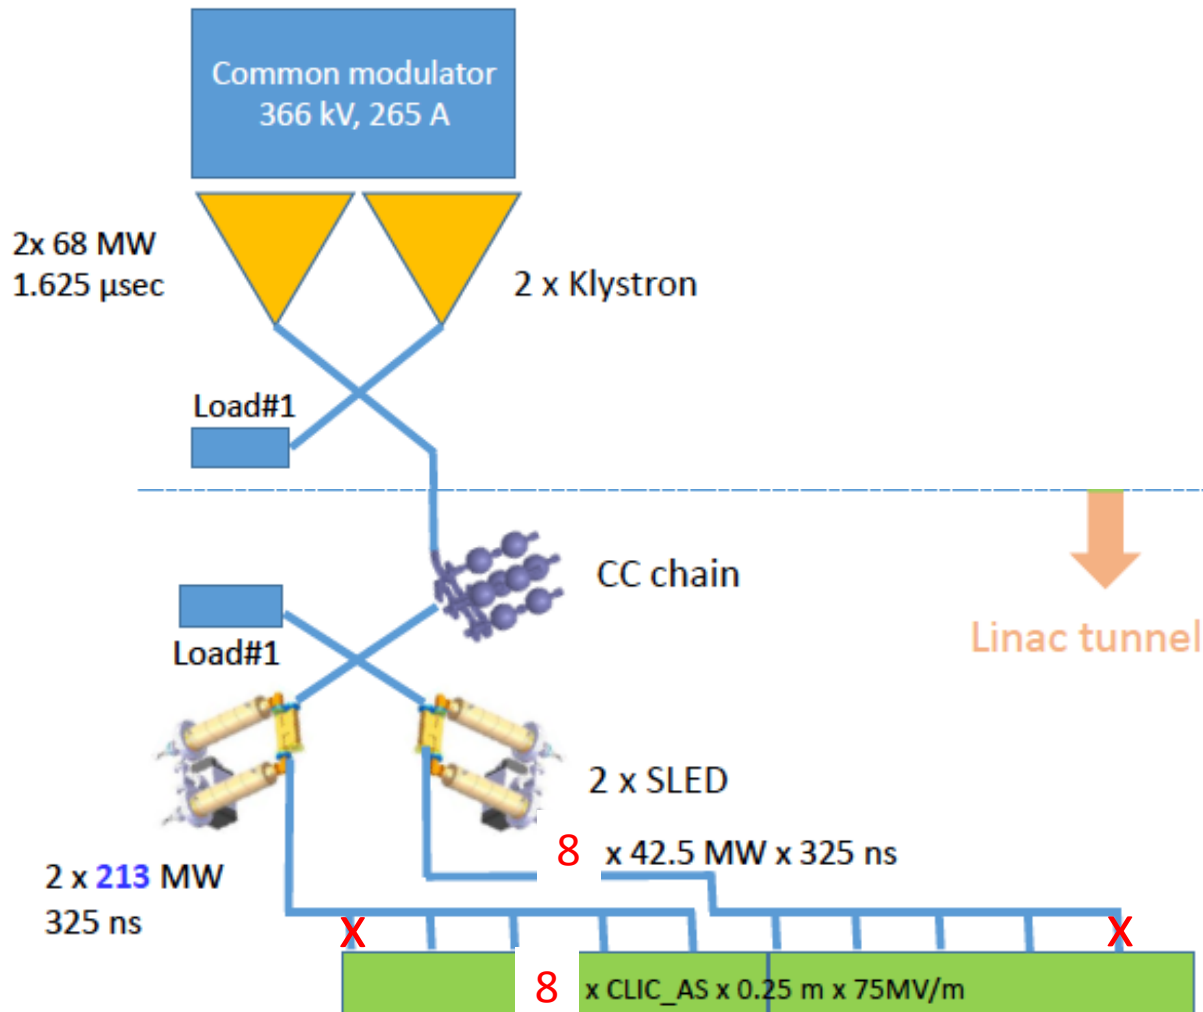 Common modulator
366 kV, 265 A
2x 68 MW
1.625 µsec
2 x Klystron
Load#1
CC chain
Load#1
Linac tunnel
2 x SLED
8 x 42.5 MW x 325 ns
2 x 213 MW
325 ns
X X
8 x CLIC_AS x 0.25 m x 75MV/m